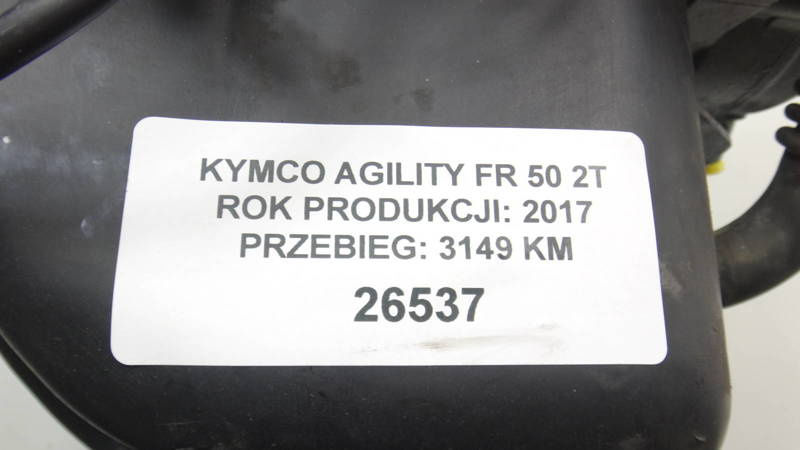 KYMCO AGILITY FR 50 2T
ROK PRODUKCJI: 2017
PRZEBIEG: 3149 KM
26537